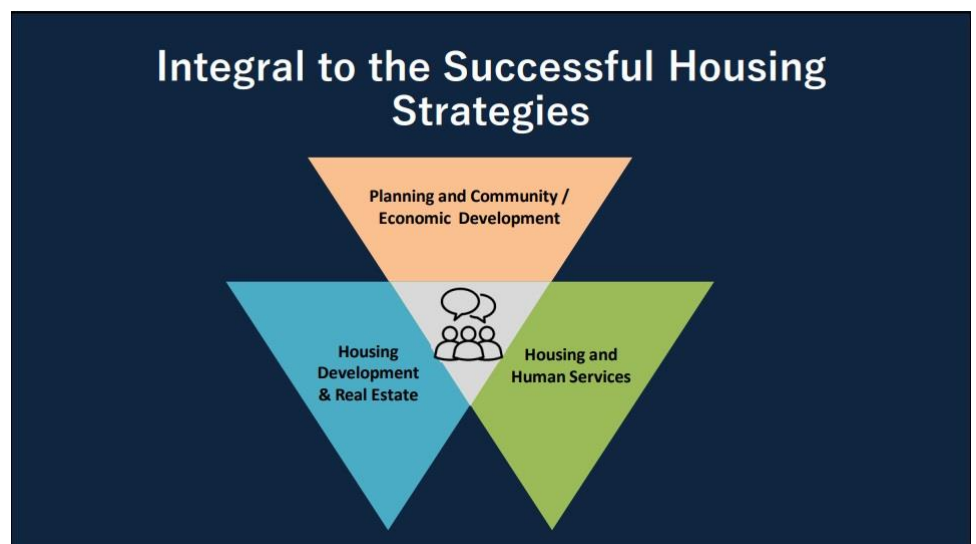 Integral to the Successful Housing
Strategies
Planning and Community /
Economic Development
Housing
Development
& Real Estate
Housing and
Human Services